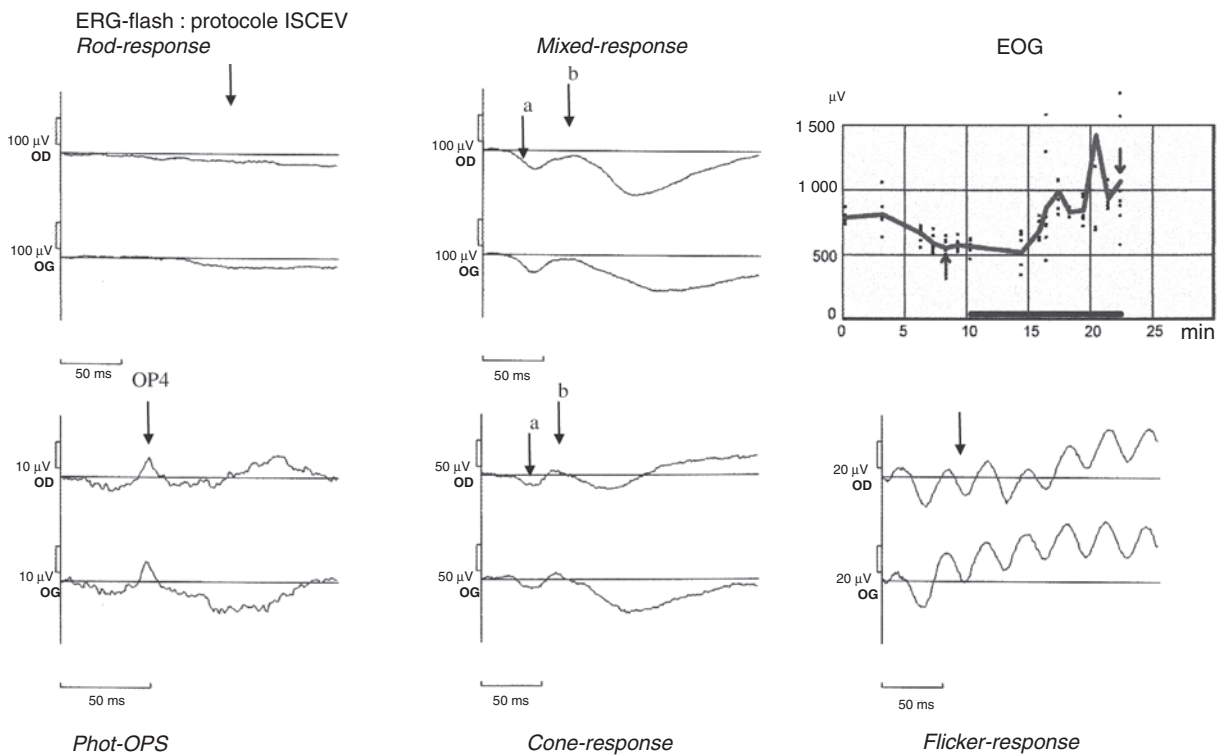 ERG-flash : protocole ISCEV
Rod-response
Mixed-response
EOG
100 µV
OD
100 µV
OG
50 ms
a
b
100 µV
OD
100 µV
OG
50 ms
µV
1 500
1 000
500
0
0
5
10
15
20
25
min
OP4
10 µV
OD
10 µV
OG
50 ms
a
b
50 µV
OD
50 µV
OG
50 ms
20 µV
OD
20 µV
OG
50 ms
Phot-OPS
Cone-response
Flicker-response